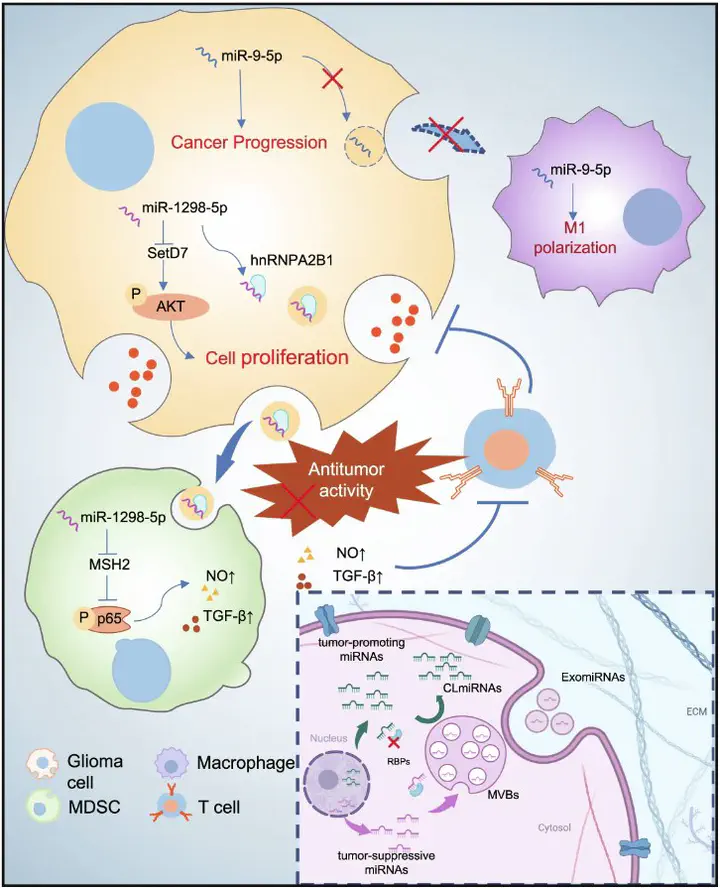 miR-9-5p
Cancer Progression
miR-9-5p
M1
polarization
miR-1298-5p
SetD7
hnRNPA2B1
P
AKT
Cell proliferation
Antitumor
activity
miR-1298-5p
MSH2
P
p65
NO↑
TGF-β↑
NO↑
TGF-β↑
tumor-promoting
miRNAs
CLmiRNAs
ExomiRNAs
ECM
Nucleus
RBPs
MVBs
Cytosol
tumor-suppressive
miRNAs
Glioma
cell
Macrophage
MDSC
T cell